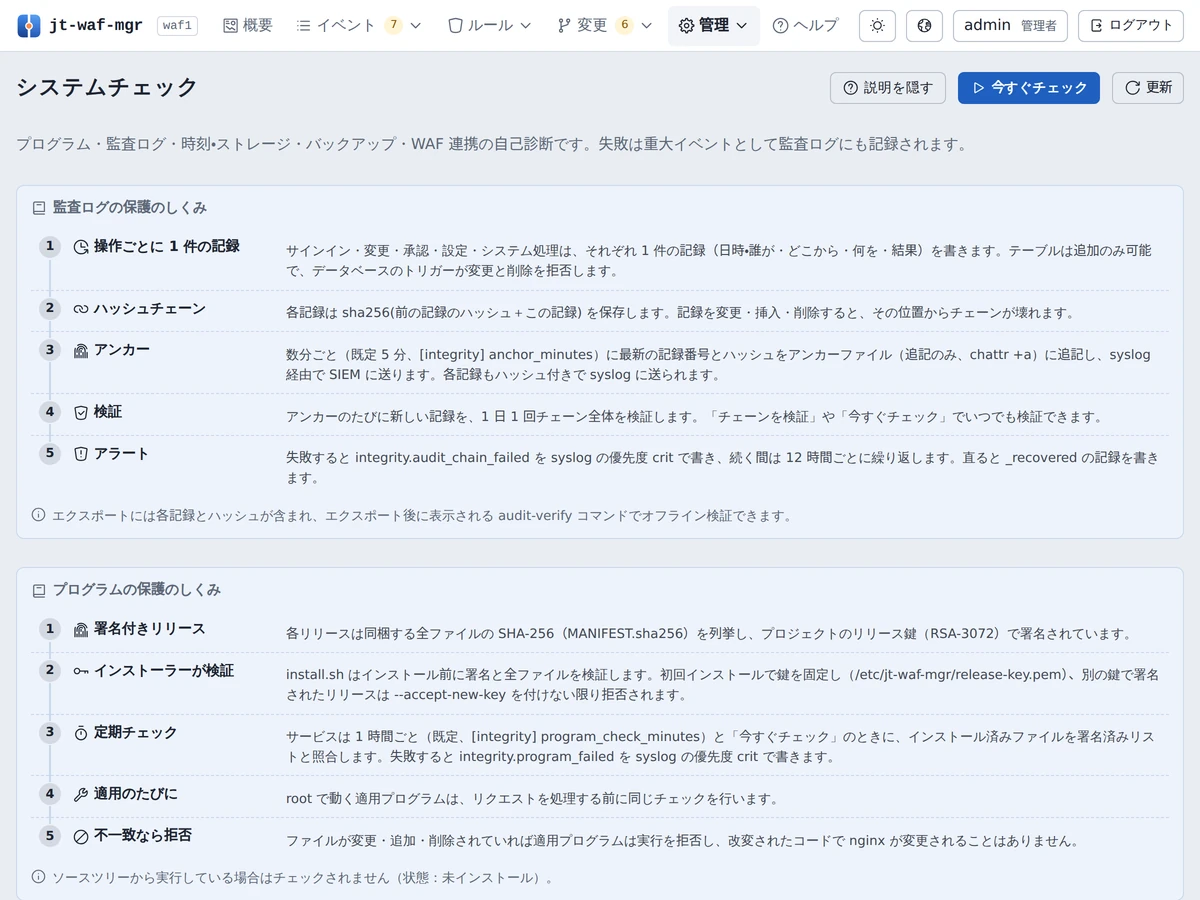 jt-waf-mgr waf1 概要 イベント 7 ルール 変更 6 管理 ヘルプ admin 管理者 ログアウト
システムチェック
説明を隠す 今すぐチェック 更新
プログラム・監査ログ・時刻•ストレージ・バックアップ・WAF 連携の自己診断です。失敗は重大イベントとして監査ログにも記録されます。
監査ログの保護のしくみ
1 操作ごとに 1 件の記録
サインイン・変更・承認・設定・システム処理は、それぞれ 1 件の記録（日時•誰が・どこから・何を・結果）を書きます。テーブルは追加のみ可能
で、データベースのトリガーが変更と削除を拒否します。
2 ハッシュチェーン
各記録は sha256(前の記録のハッシュ + この記録) を保存します。記録を変更・挿入・削除すると、その位置からチェーンが壊れます。
3 アンカー
数分ごと（既定 5 分、[integrity] anchor_minutes）に最新の記録番号とハッシュをアンカーファイル（追記のみ、chattr +a）に追記し、syslog
経由で SIEM に送ります。各記録もハッシュ付きで syslog に送られます。
4 検証
アンカーのたびに新しい記録を、1 日 1 回チェーン全体を検証します。「チェーンを検証」や「今すぐチェック」でいつでも検証できます。
5 アラート
失敗すると integrity.audit_chain_failed を syslog の優先度 crit で書き、続く間は 12 時間ごとに繰り返します。直ると _recovered の記録を書き
ます。
エクスポートには各記録とハッシュが含まれ、エクスポート後に表示される audit-verify コマンドでオフライン検証できます。
プログラムの保護のしくみ
1 署名付きリリース
各リリースは同梱する全ファイルの SHA-256（MANIFEST.sha256）を列挙し、プロジェクトのリリース鍵（RSA-3072）で署名されています。
2 インストーラーが検証
install.sh はインストール前に署名と全ファイルを検証します。初回インストールで鍵を固定し（/etc/jt-waf-mgr/release-key.pem）、別の鍵で署名
されたリリースは --accept-new-key を付けない限り拒否されます。
3 定期チェック
サービスは 1 時間ごと（既定、[integrity] program_check_minutes）と「今すぐチェック」のときに、インストール済みファイルを署名済みリス
トと照合します。失敗すると integrity.program_failed を syslog の優先度 crit で書きます。
4 適用のたびに
root で動く適用プログラムは、リクエストを処理する前に同じチェックを行います。
5 不一致なら拒否
ファイルが変更・追加・削除されていれば適用プログラムは実行を拒否し、改変されたコードで nginx が変更されることはありません。
ソースツリーから実行している場合はチェックされません（状態：未インストール）。